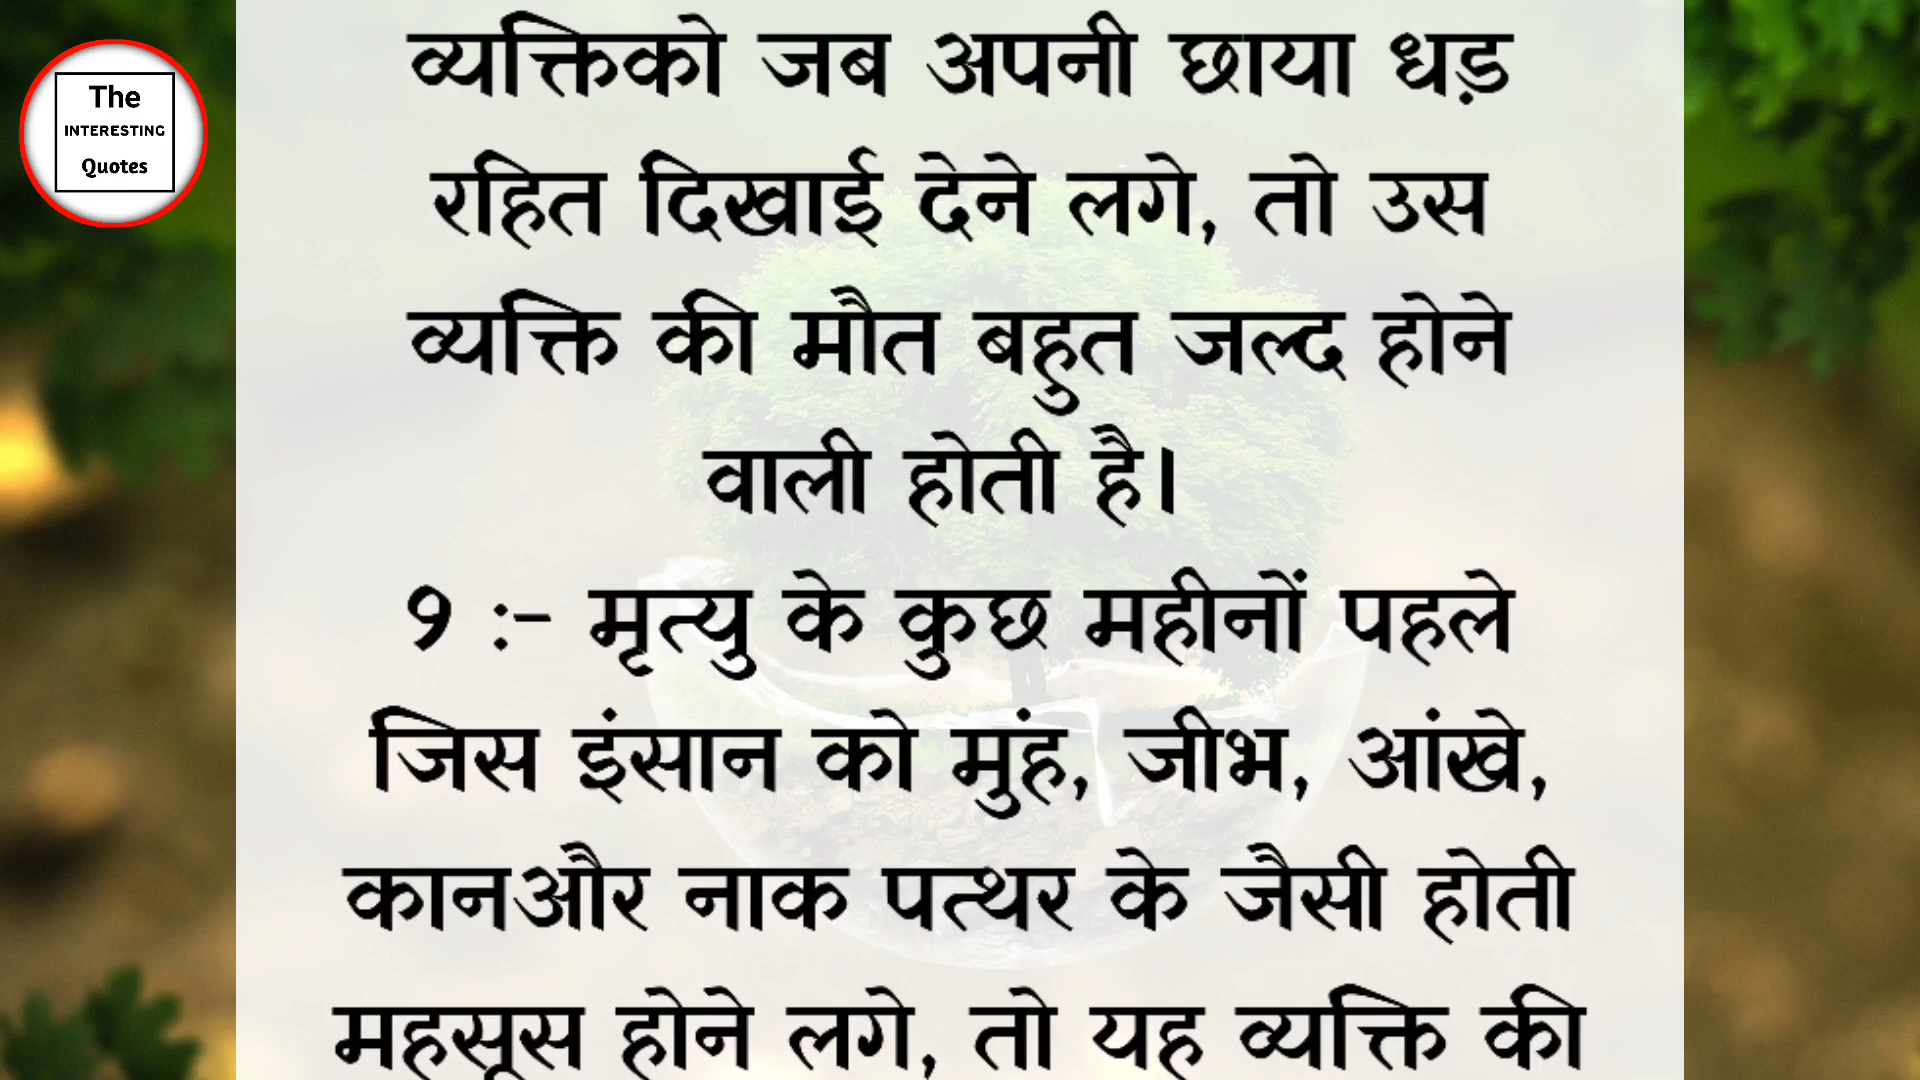 The
INTERESTING
Quotes
व्यक्तिको जब अपनी छाया धड़
रहित दिखाई देने लगे, तो उस
व्यक्ति की मौत बहुत जल्द होने
वाली होती है।
9 :- मृत्यु के कुछ महीनों पहले
जिस इंसान को मुंह, जीभ, आंखे,
कानऔर नाक पत्थर के जैसी होती
महसूस होने लगे, तो यह व्यक्ति की